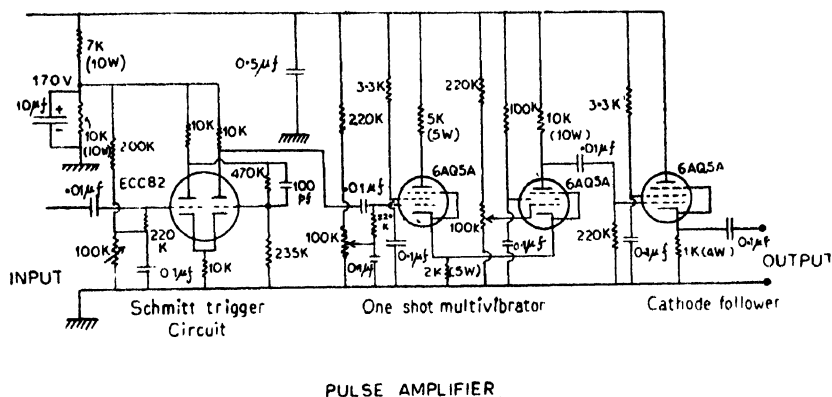 7K
(10W)
170V
10µf
+
-
10K
(10W)
200K
10K
10K
0.5µf
3.3K
220K
5K
(5W)
220K
100K
10K
(10W)
3.3K
.01µf
ECC82
470K
100
pf
.01µf
6AQ5A
6AQ5A
.01µf
6AQ5A
100K
220
K
0.1µf
10K
235K
100K
220
K
0.1µf
0.1µf
2K (5W)
100K
0.1µf
220K
0.1µf
1K(4W)
0.1µf
INPUT
OUTPUT
Schmitt trigger
Circuit
One shot multivibrator
Cathode follower
PULSE AMPLIFIER